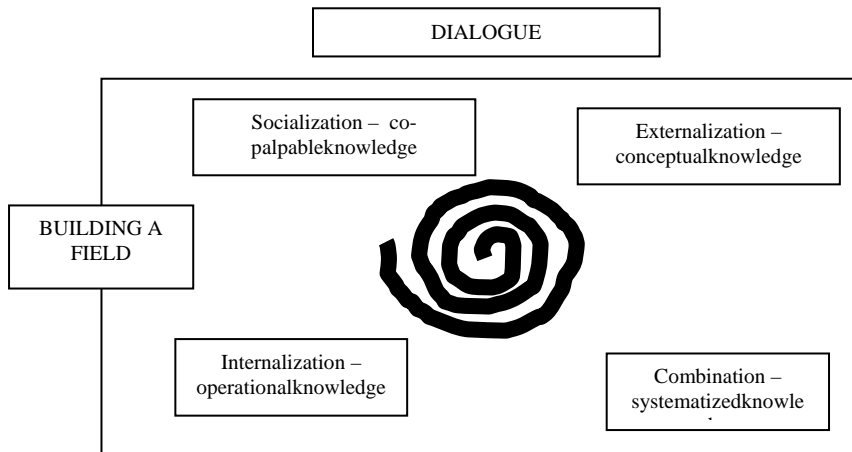 DIALOGUE
Socialization – co-
palpableknowledge
Externalization –
conceptualknowledge
BUILDING A
FIELD
Internalization –
operationalknowledge
Combination –
systematizedknowle